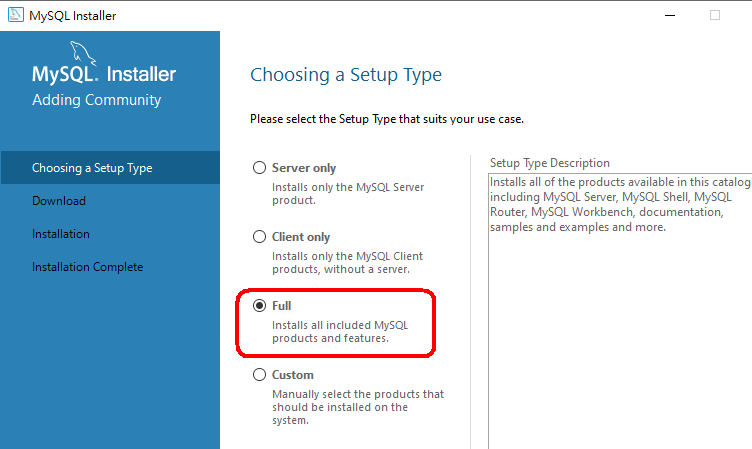 MySQL Installer
MySQL. Installer
Adding Community
Choosing a Setup Type
Download
Installation
Installation Complete
Choosing a Setup Type
Please select the Setup Type that suits your use case.
Server only
Installs only the MySQL Server
product.
Client only
Installs only the MySQL Client
products, without a server.
Full
Installs all included MySQL
products and features.
Custom
Manually select the products that
should be installed on the
system.
Setup Type Description
Installs all of the products available in this catalog
including MySQL Server, MySQL Shell, MySQL
Router, MySQL Workbench, documentation,
samples and examples and more.